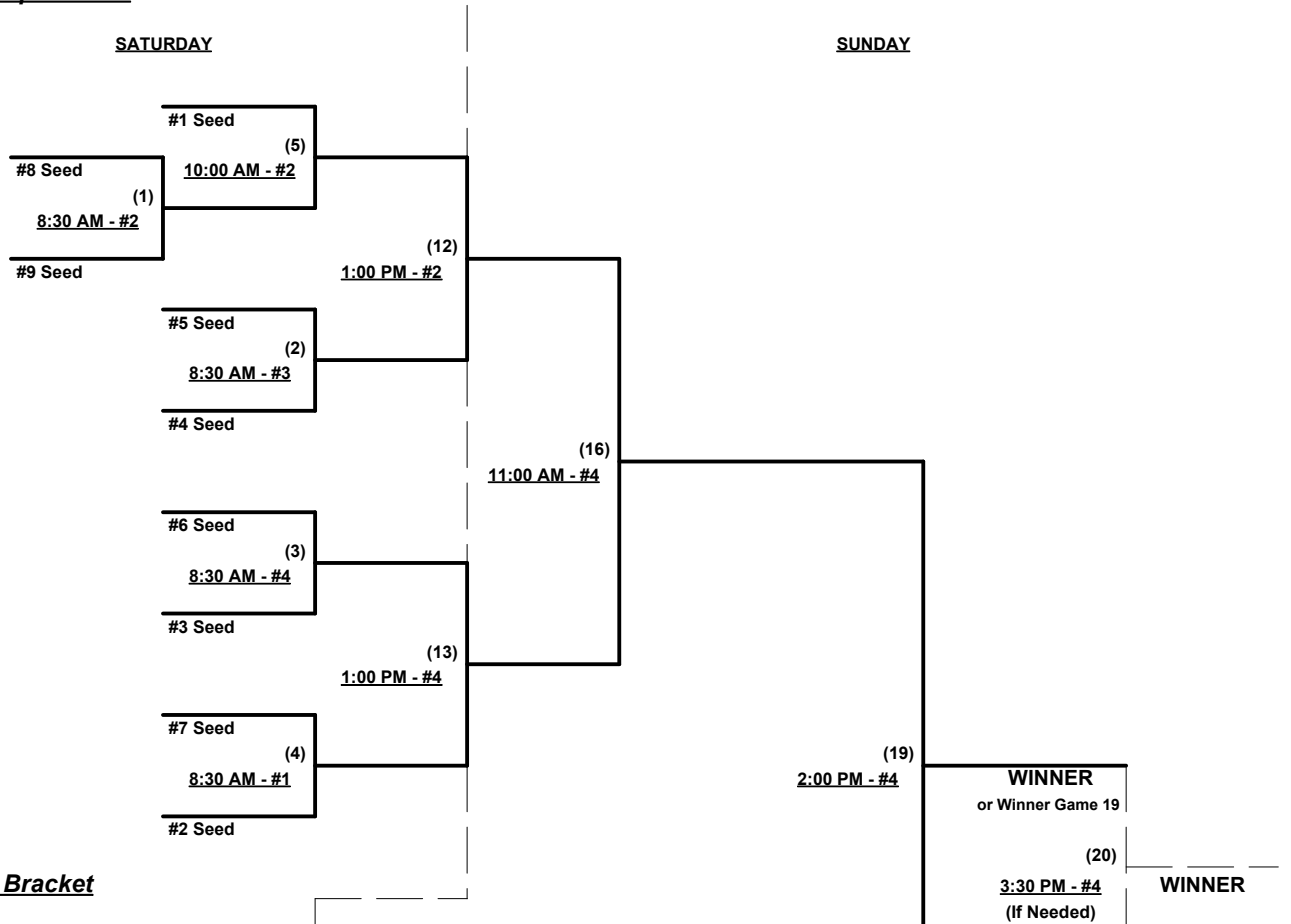 SATURDAY
SUNDAY
#1 Seed
(5)
#8 Seed
10:00 AM - #2
(1)
8:30 AM - #2
(12)
#9 Seed
1:00 PM - #2
#5 Seed
(2)
8:30 AM - #3
#4 Seed
(16)
11:00 AM - #4
#6 Seed
(3)
8:30 AM - #4
#3 Seed
(13)
1:00 PM - #4
#7 Seed
(4)
(19)
8:30 AM - #1
2:00 PM - #4
WINNER
or Winner Game 19
#2 Seed
(20)
Bracket
3:30 PM - #4
WINNER
(If Needed)